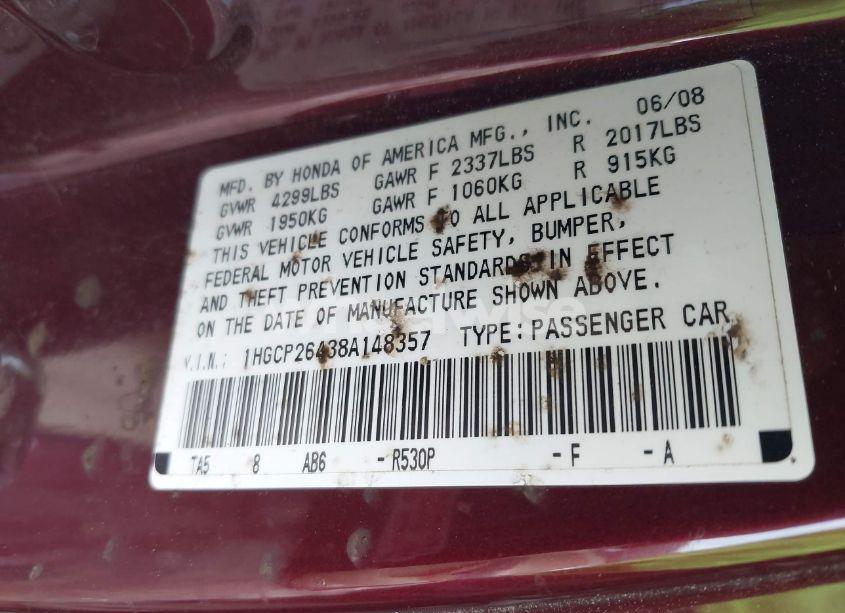 MFD. BY HONDA OF AMERICA MFG., INC. 06/08
GVWR 4299LBS GAWR F 2337LBS R 2017LBS
GVWR 1950KG GAWR F 1060KG R 915KG
THIS VEHICLE CONFORMS TO ALL APPLICABLE
FEDERAL MOTOR VEHICLE SAFETY, BUMPER,
AND THEFT PREVENTION STANDARDS IN EFFECT
ON THE DATE OF MANUFACTURE SHOWN ABOVE.
V.I.N.: 1HGCP26438A148357 TYPE:PASSENGER CAR
TA5 8 AB6 -R530P -F -A